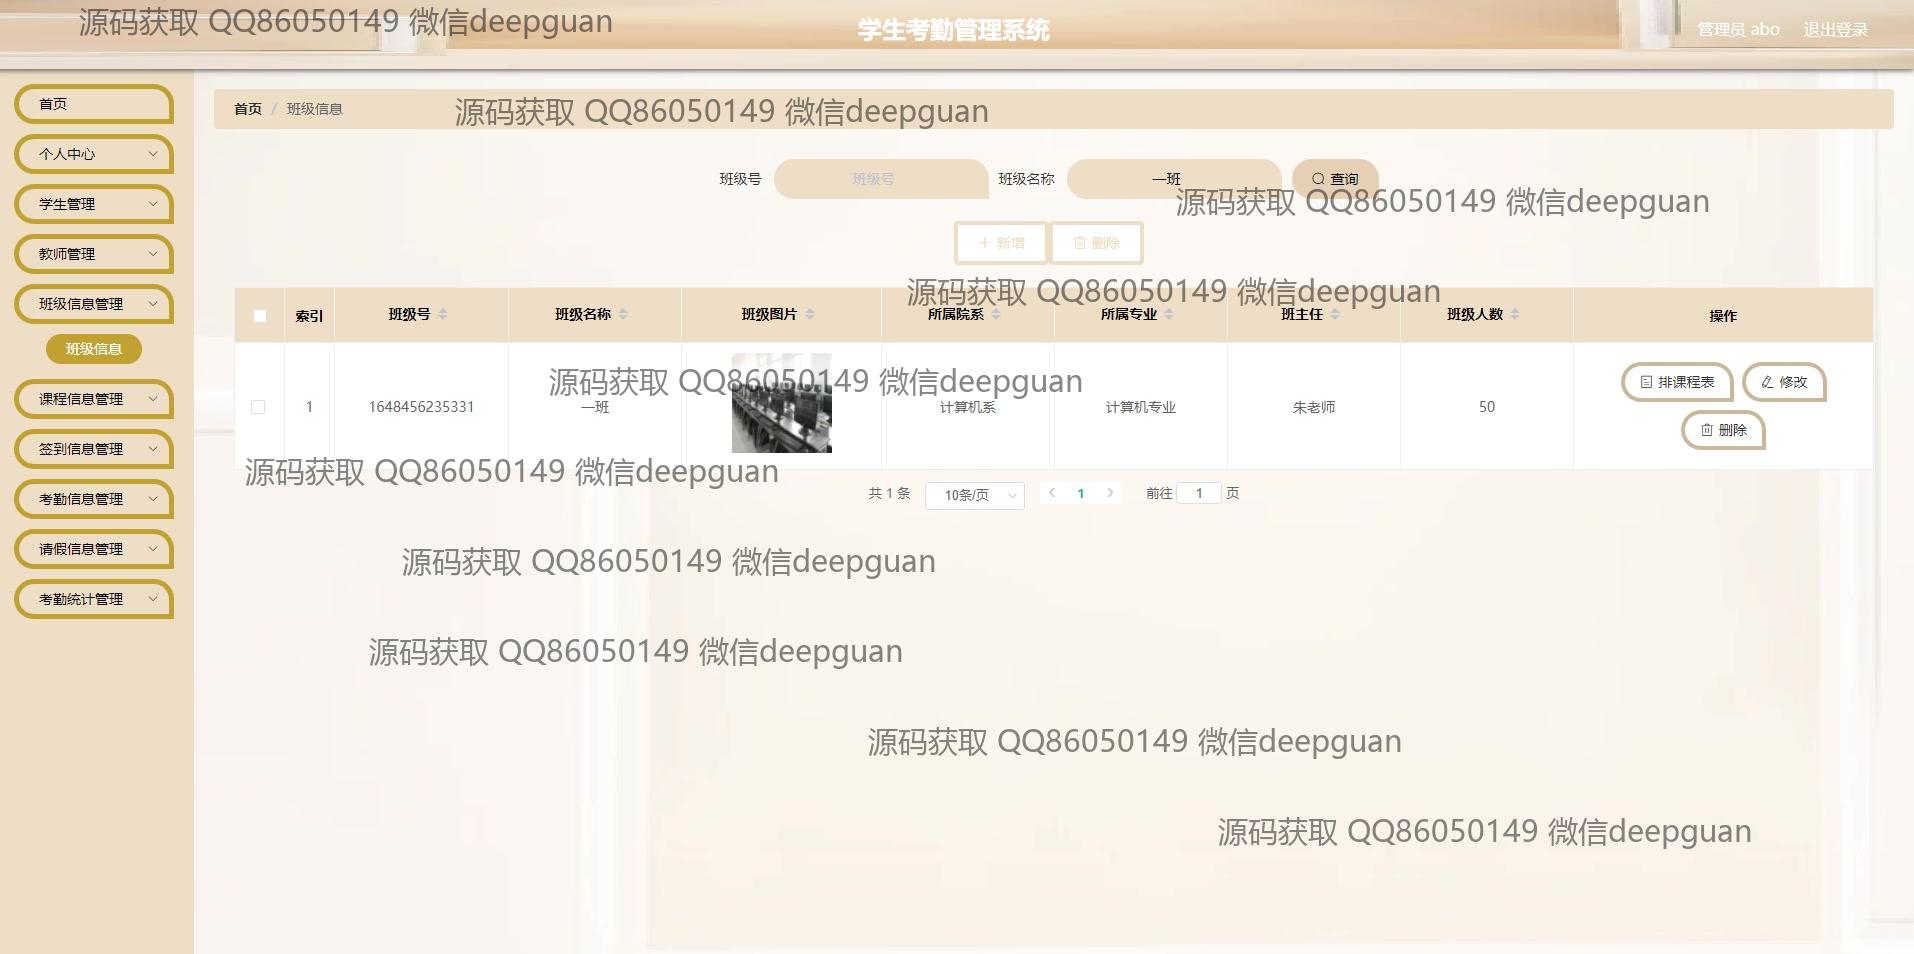 源码获取 QQ86050149 微信deepguan
学生考勤管理系统
管理员 abo 退出登录
首页
个人中心
学生管理
教师管理
班级信息管理
班级信息
课程信息管理
签到信息管理
考勤信息管理
请假信息管理
考勤统计管理
首页 / 班级信息
源码获取 QQ86050149 微信deepguan
班级号 班级号 班级名称 一班 查询
源码获取 QQ86050149 微信deepguan
新增 删除
源码获取 QQ86050149 微信deepguan
索引 班级号 班级名称 班级图片 所属院系 所属专业 班主任 班级人数 操作
源码获取 QQ86050149 微信deepguan
1 1648456235331 一班 计算机系 计算机专业 朱老师 50 排课程表 修改
删除
源码获取 QQ86050149 微信deepguan
共 1 条 10条/页 1 前往 1 页
源码获取 QQ86050149 微信deepguan
源码获取 QQ86050149 微信deepguan
源码获取 QQ86050149 微信deepguan
源码获取 QQ86050149 微信deepguan